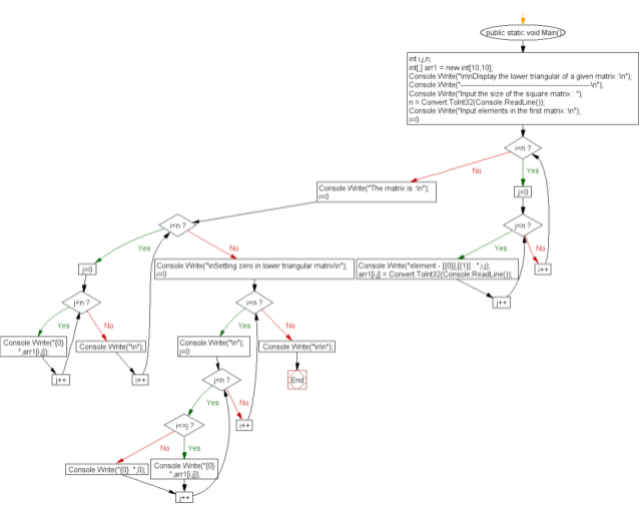 public static void Main()
int i,j,n;
int[,] arr1 = new int[10,10];
Console.Write("\n\nDisplay the lower triangular of a given matrix :\n");
Console.Write("-----------------------------------------------\n");
Console.Write("Input the size of the square matrix : ");
n = Convert.ToInt32(Console.ReadLine());
Console.Write("Input elements in the first matrix :\n");
i=0
i<n ?
No
Yes
Console.Write("The matrix is :\n");
i=0
j=0
i<n ?
j<n ?
Yes
No
Yes
No
j=0
Console.Write("\nSetting zero in lower triangular matrix\n");
i=0
Console.Write("element - [{0}],[{1}] : ",i,j);
arr1[i,j] = Convert.ToInt32(Console.ReadLine());
i++
j<n ?
i<n ?
j++
Yes
No
Yes
No
Console.Write("{0}
",arr1[i,j]);
Console.Write("\n");
Console.Write("\n");
j=0
Console.Write("\n\n");
j++
i++
j<n ?
End
Yes
No
i<=j ?
i++
No
Yes
Console.Write("{0} ",0);
Console.Write("{0}
",arr1[i,j]);
j++